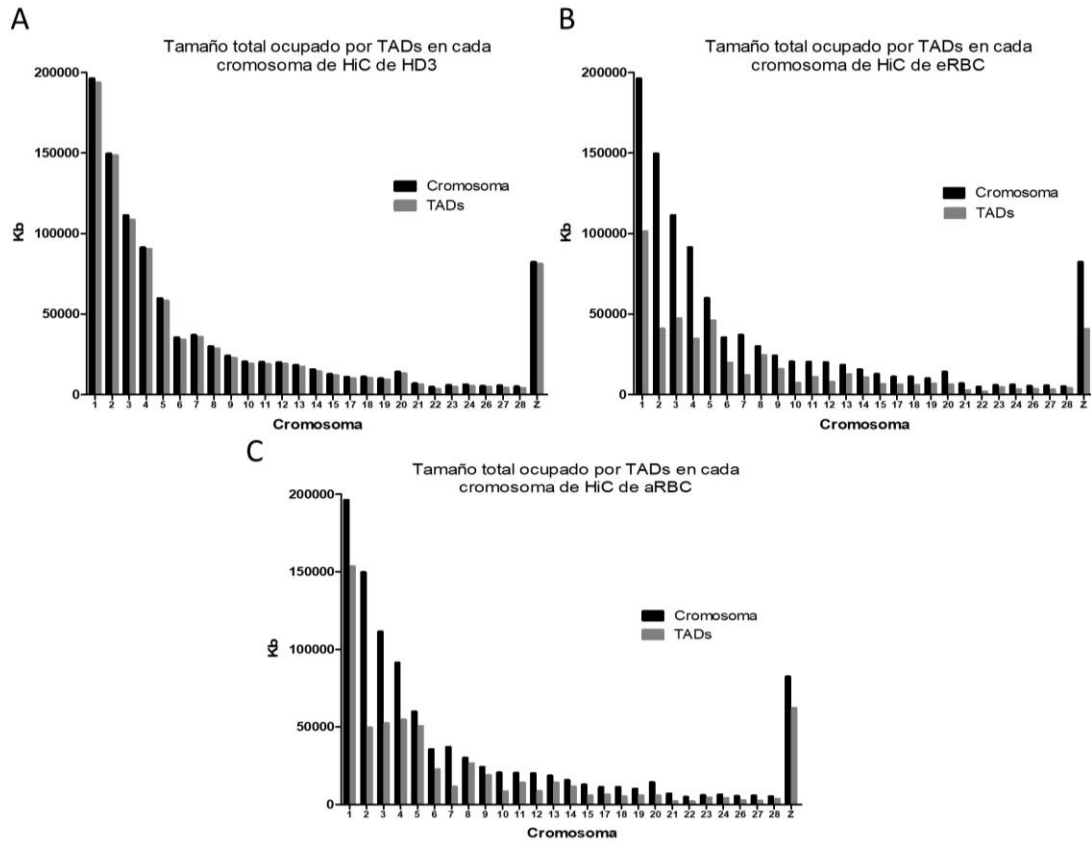 A
Tamaño total ocupado por TADs en cada
cromosoma de HiC de HD3
200000
150000
100000
50000
0
Kb
Cromosoma
TADs
1 2 3 4 5 6 7 8 9 10 11 12 13 14 15 17 18 19 20 21 22 23 24 26 27 28 Z
Cromosoma
B
Tamaño total ocupado por TADs en cada
cromosoma de HiC de eRBC
200000
150000
100000
50000
0
Kb
Cromosoma
TADs
1 2 3 4 5 6 7 8 9 10 11 12 13 14 15 17 18 19 20 21 22 23 24 26 27 28 Z
Cromosoma
C
Tamaño total ocupado por TADs en cada
cromosoma de HiC de aRBC
200000
150000
100000
50000
0
Kb
Cromosoma
TADs
1 2 3 4 5 6 7 8 9 10 11 12 13 14 15 17 18 19 20 21 22 23 24 26 27 28 Z
Cromosoma